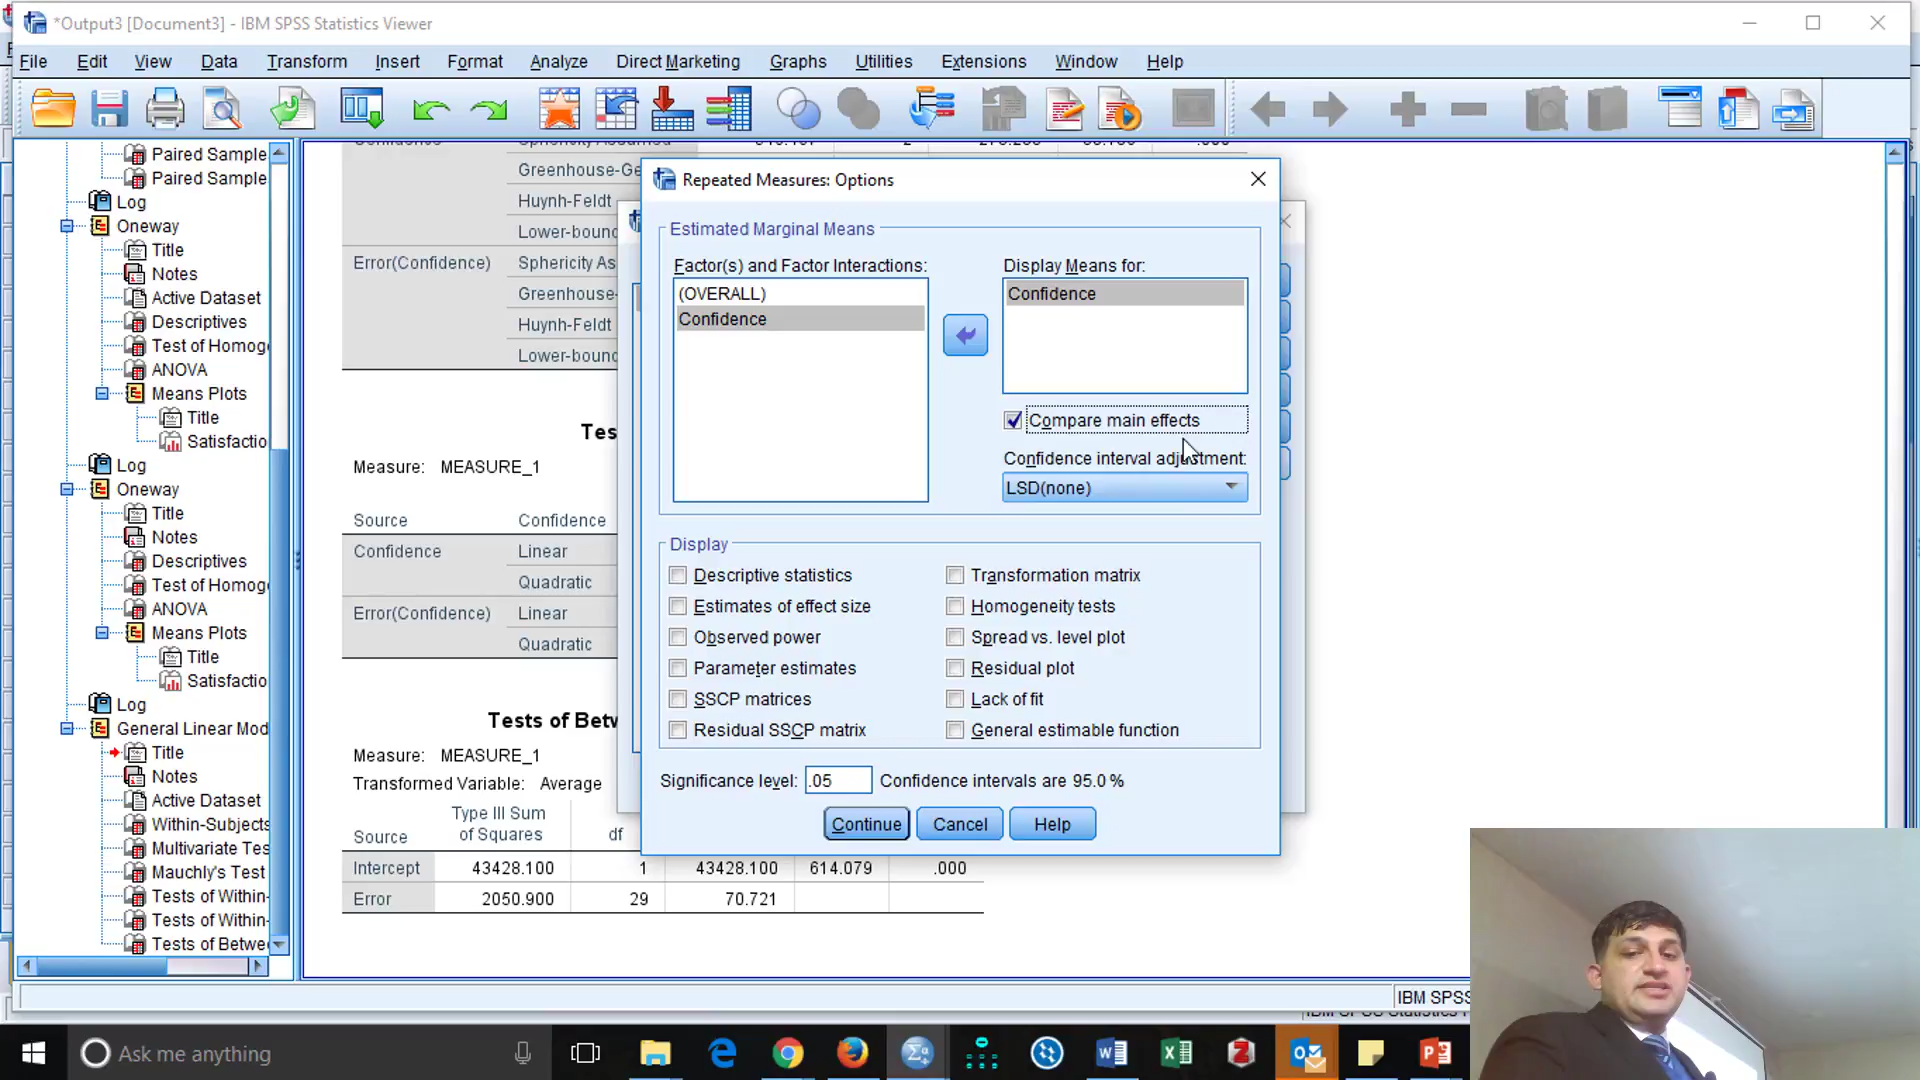 *Output3 [Document3] - IBM SPSS Statistics Viewer
File Edit View Data Transform Insert Format Analyze Direct Marketing Graphs Utilities Extensions Window Help
Paired Sample
Paired Sample
Log
Oneway
Title
Notes
Active Dataset
Descriptives
Test of Homoge
ANOVA
Means Plots
Title
Satisfactio
Log
Oneway
Title
Notes
Descriptives
Test of Homoge
ANOVA
Means Plots
Title
Satisfactio
Log
General Linear Mod
Title
Notes
Active Dataset
Within-Subjects
Multivariate Tes
Mauchly's Test
Tests of Within-
Tests of Within-
Tests of Betwe
Greenhouse-Ge
Huynh-Feldt
Lower-bound
Error(Confidence) Sphericity As
Greenhouse-
Huynh-Feldt
Lower-bound
Tes
Measure: MEASURE_1
Source Confidence
Confidence Linear
Quadratic
Error(Confidence) Linear
Quadratic
Tests of Betw
Measure: MEASURE_1
Transformed Variable: Average
Source Type III Sum of Squares df
Intercept 43428.100 1 43428.100 614.079 .000
Error 2050.900 29 70.721
Repeated Measures: Options
Estimated Marginal Means
Factor(s) and Factor Interactions:
(OVERALL)
Confidence
Display Means for:
Confidence
Compare main effects
Confidence interval adjustment:
LSD(none)
Display
Descriptive statistics Transformation matrix
Estimates of effect size Homogeneity tests
Observed power Spread vs. level plot
Parameter estimates Residual plot
SSCP matrices Lack of fit
Residual SSCP matrix General estimable function
Significance level: .05 Confidence intervals are 95.0 %
Continue Cancel Help
IBM SPSS
Ask me anything